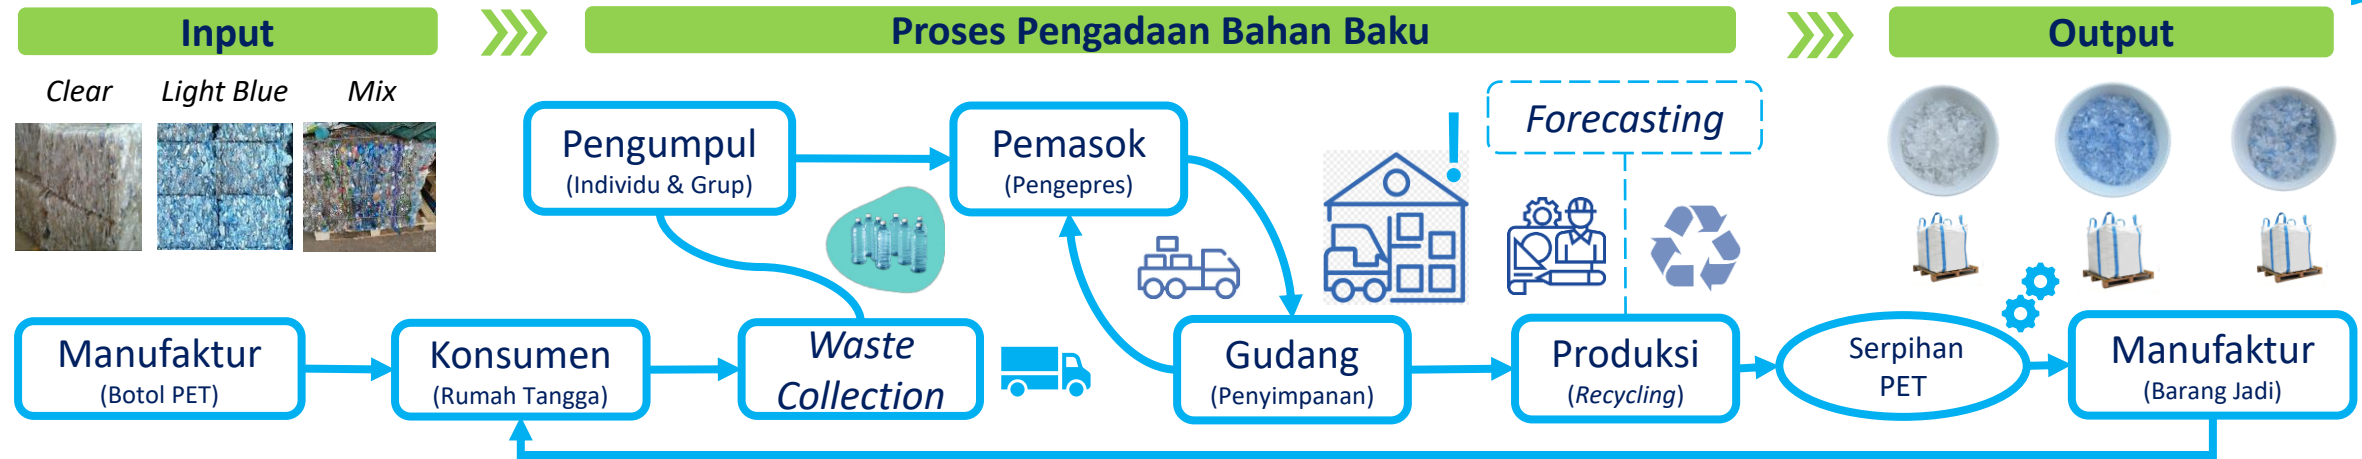 Input
Proses Pengadaan Bahan Baku
Output
Clear
Light Blue
Mix
Pengumpul
(Individu & Grup)
Pemasok
(Pengepres)
!
Forecasting
Manufaktur
(Botol PET)
Konsumen
(Rumah Tangga)
Waste
Collection
Gudang
(Penyimpanan)
Produksi
(Recycling)
Serpihan
PET
Manufaktur
(Barang Jadi)